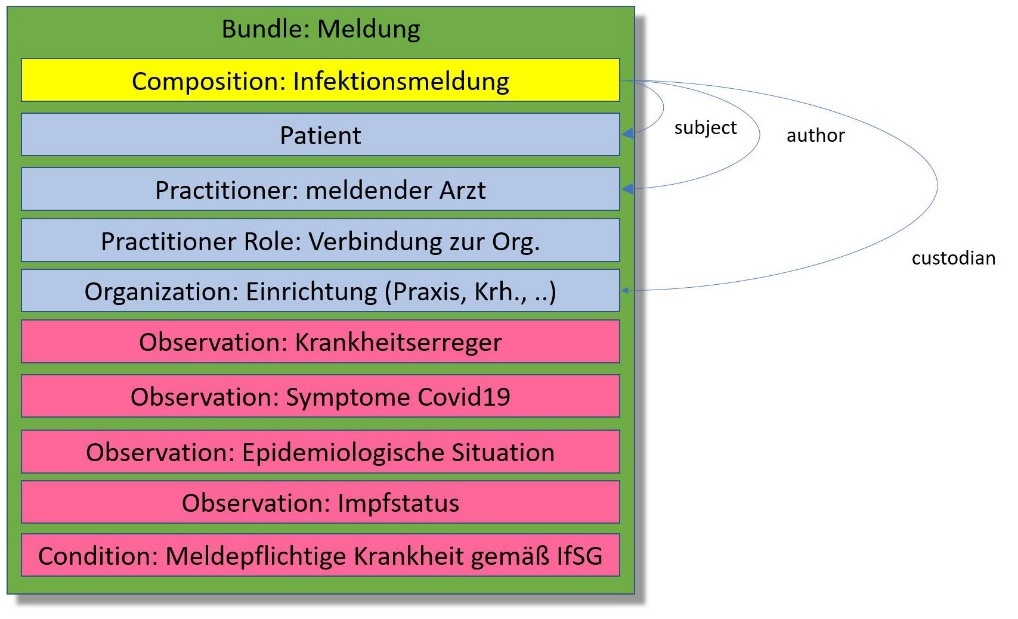 Bundle: Meldung
Composition: Infektionsmeldung
Patient
subject
author
Practitioner: meldender Arzt
Practitioner Role: Verbindung zur Org.
custodian
Organization: Einrichtung (Praxis, Krh., ..)
Observation: Krankheitserreger
Observation: Symptome Covid19
Observation: Epidemiologische Situation
Observation: Impfstatus
Condition: Meldepflichtige Krankheit gemäß IfSG